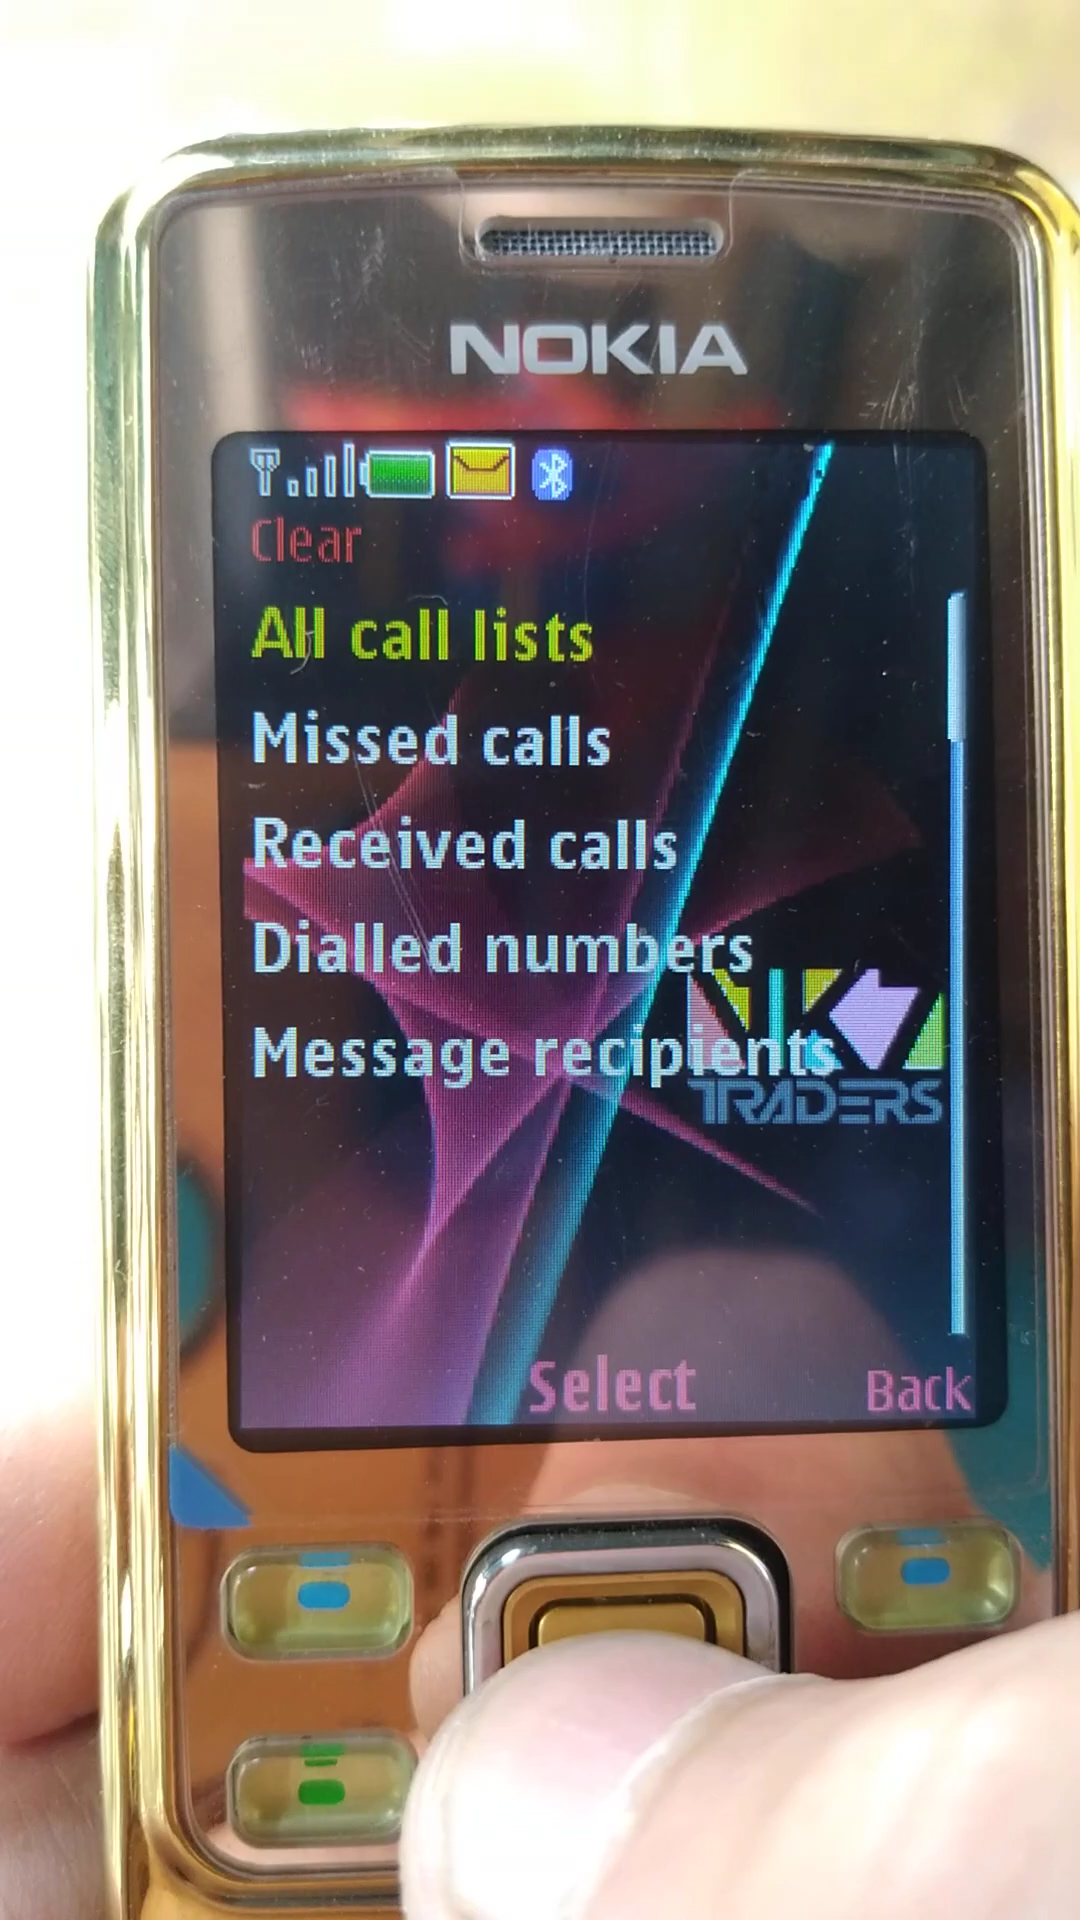 NOKIA
Clear
All call lists
Missed calls
Received calls
Dialled numbers
Message recipients
TRADERS
Select
Back